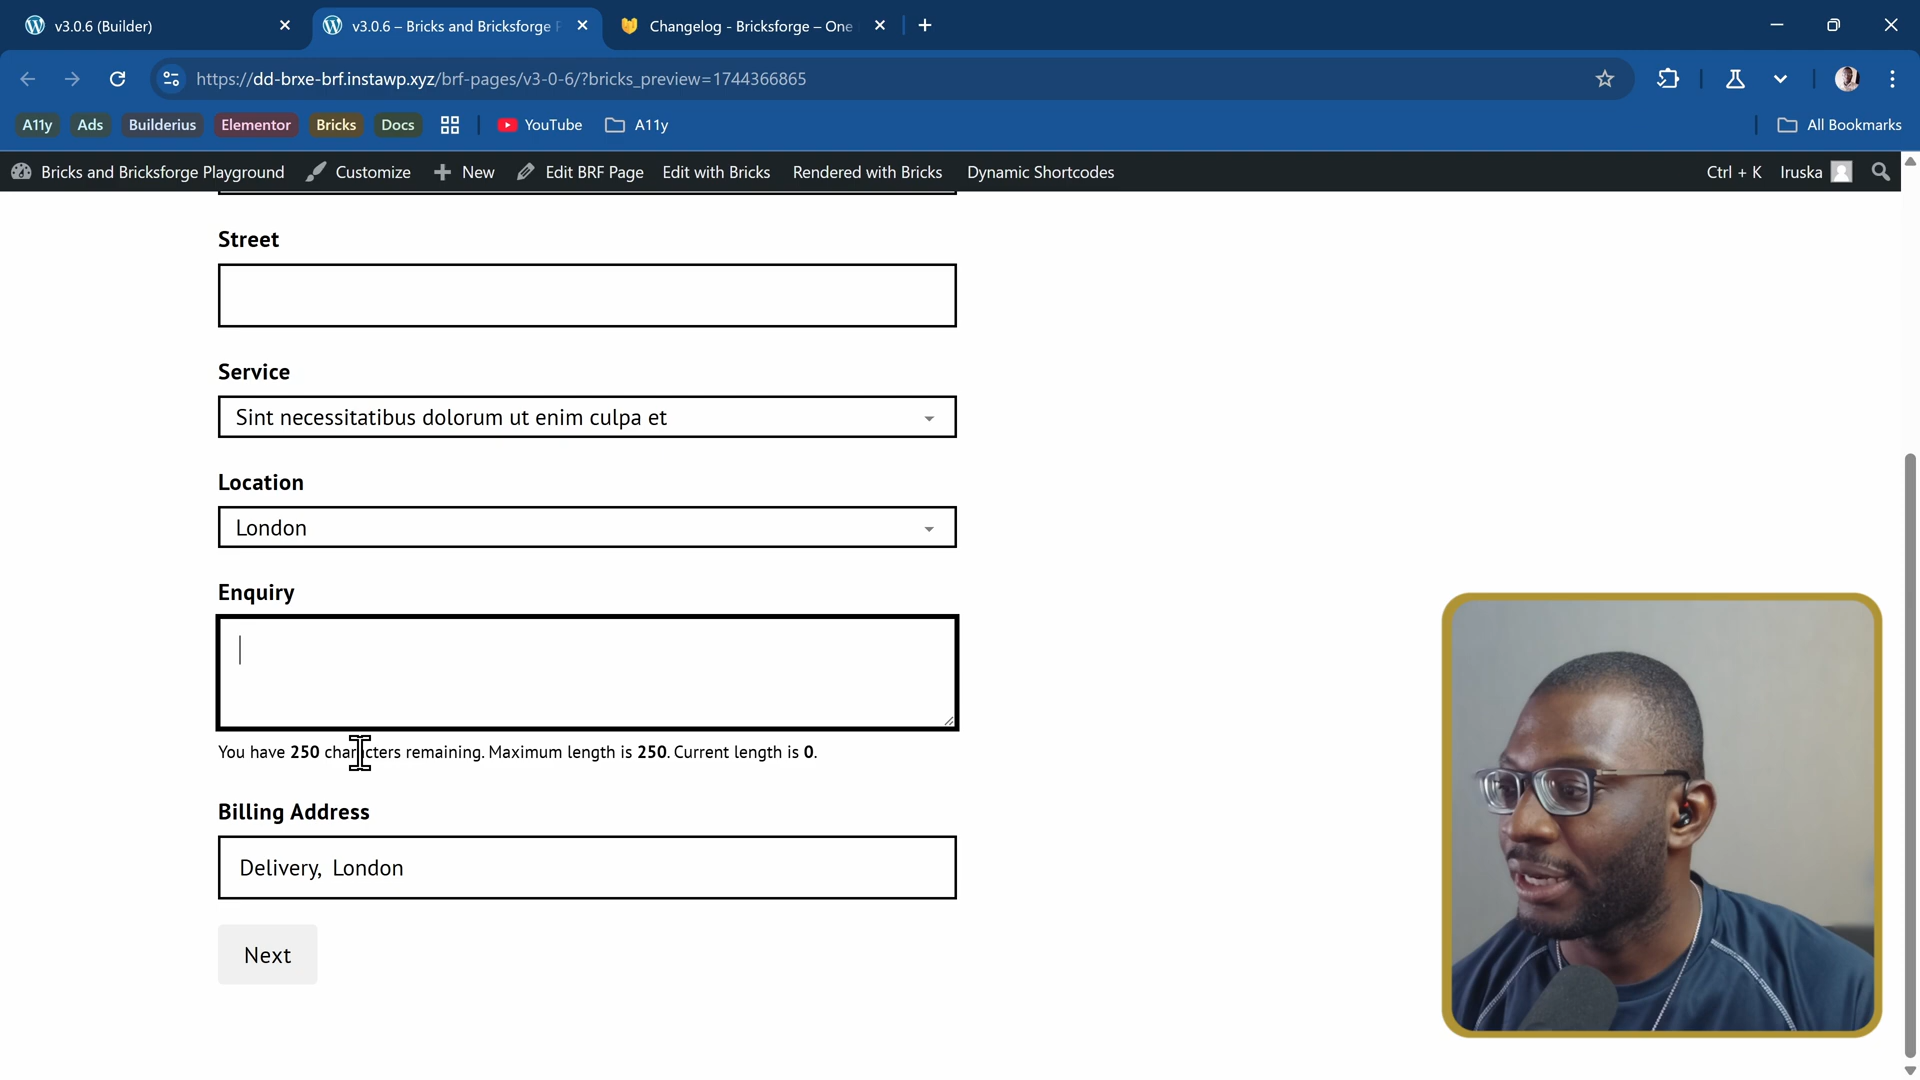 v3.0.6 (Builder)
v3.0.6 – Bricks and Bricksforge
Changelog - Bricksforge – One
https://dd-brxe-brf.instawp.xyz/brf-pages/v3-0-6/?bricks_preview=1744366865
A11y Ads Builderius Elementor Bricks Docs YouTube A11y All Bookmarks
Bricks and Bricksforge Playground Customize New Edit BRF Page Edit with Bricks Rendered with Bricks Dynamic Shortcodes Ctrl + K Iruska
Street
Service
Sint necessitatibus dolorum ut enim culpa et
Location
London
Enquiry
You have 250 characters remaining. Maximum length is 250. Current length is 0.
Billing Address
Delivery, London
Next